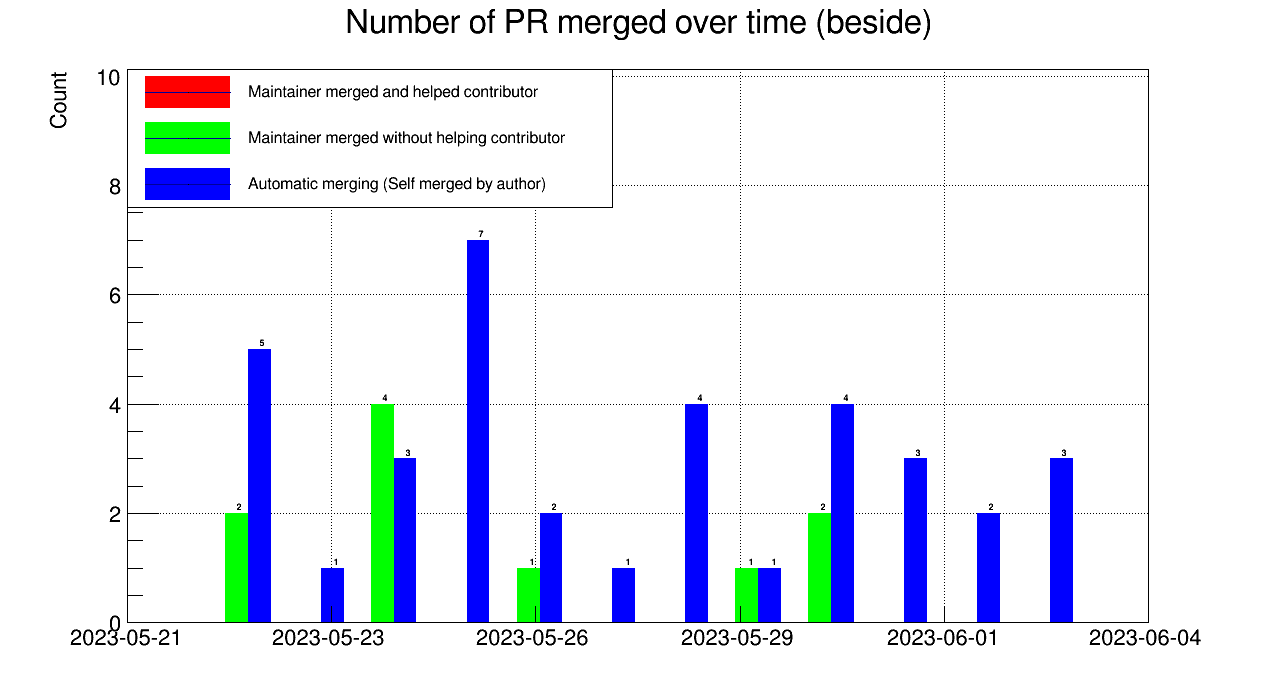 Number of PR merged over time (beside)
Count
10
8
6
4
2
0
Maintainer merged and helped contributor
Maintainer merged without helping contributor
Automatic merging (Self merged by author)
2 5 1 4 3 7 1 2 1 4 1 1 2 4 3 2 3
2023-05-21 2023-05-23 2023-05-26 2023-05-29 2023-06-01 2023-06-04